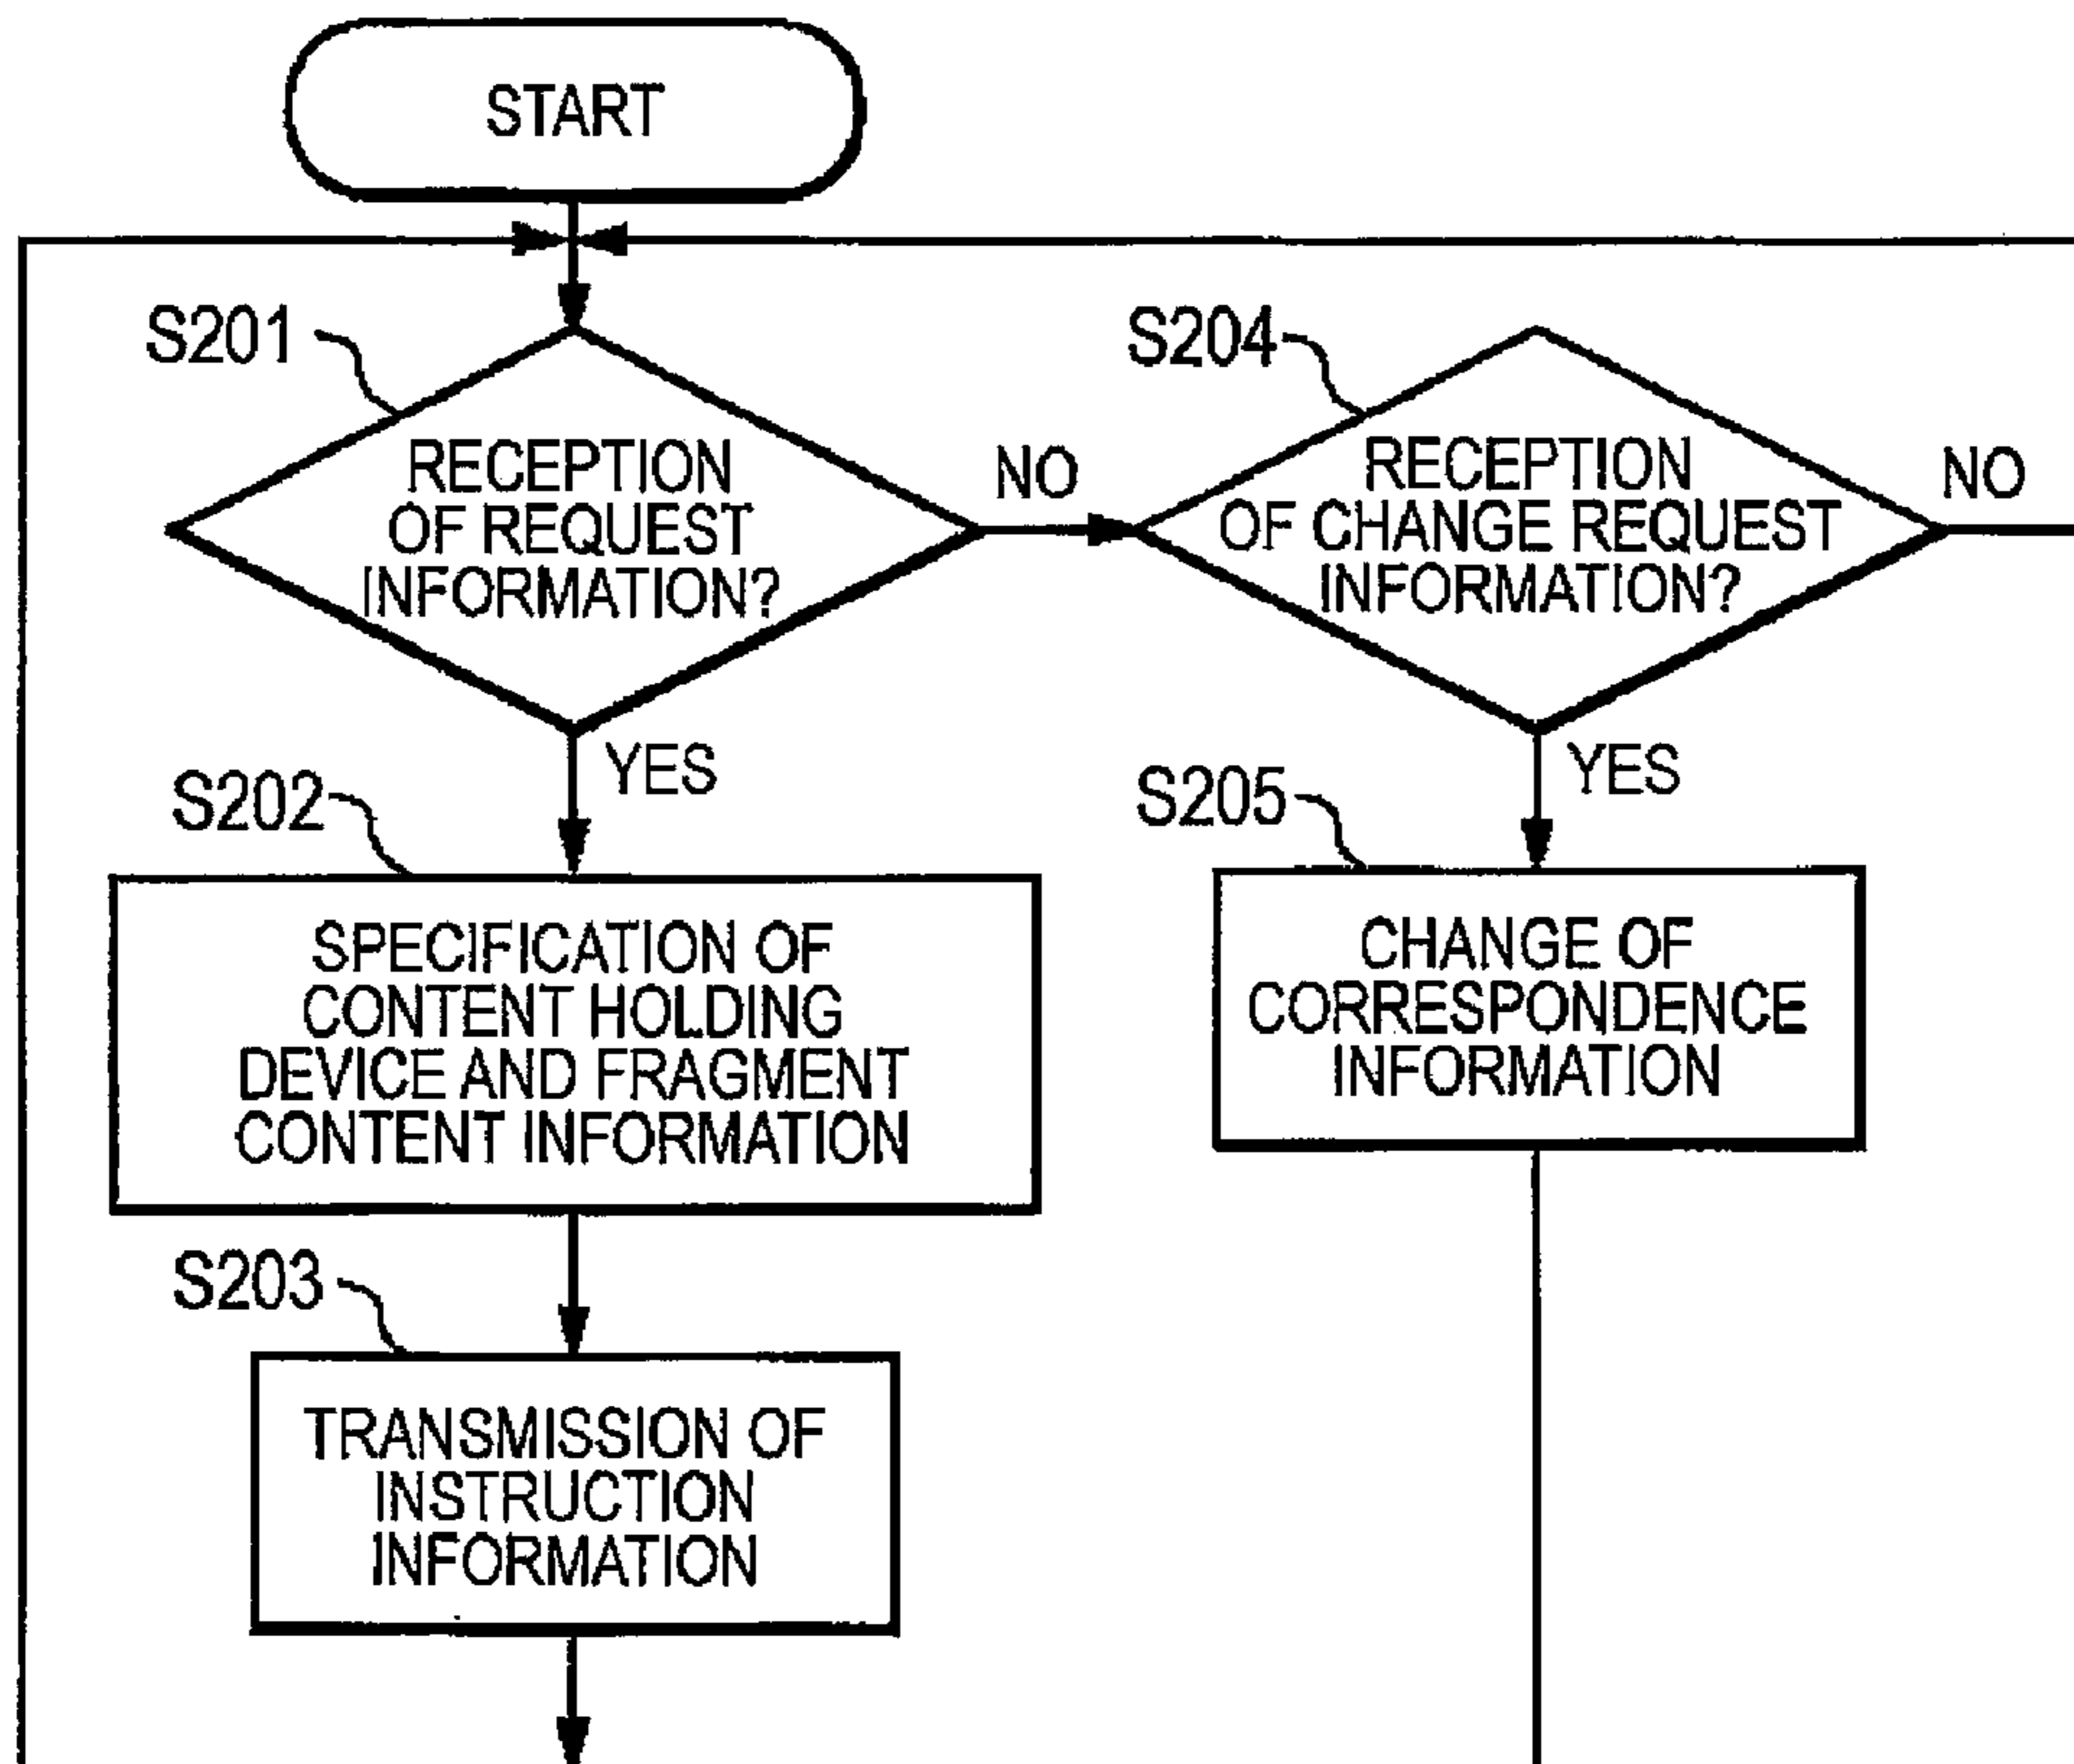 START
S201
RECEPTION
OF REQUEST
INFORMATION?
NO
YES
S204
RECEPTION
OF CHANGE REQUEST
INFORMATION?
NO
YES
S202
SPECIFICATION OF
CONTENT HOLDING
DEVICE AND FRAGMENT
CONTENT INFORMATION
S205
CHANGE OF
CORRESPONDENCE
INFORMATION
S203
TRANSMISSION OF
INSTRUCTION
INFORMATION